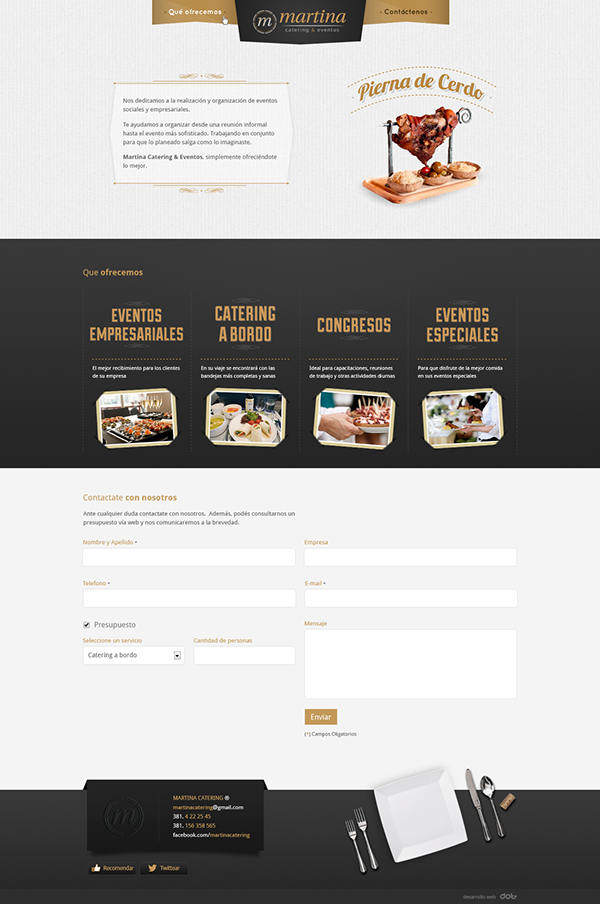 · Qué ofrecemos ·
m martina
catering & eventos
· Contáctenos ·
Nos dedicamos a la realización y organización de eventos
sociales y empresariales.
Te ayudamos a organizar desde una reunión informal
hasta el evento más sofisticado. Trabajando en conjunto
para que lo planeado salga como lo imaginaste.
Martina Catering & Eventos, simplemente ofreciéndote
lo mejor.
Pierna de Cerdo
Que ofrecemos
EVENTOS
EMPRESARIALES
El mejor recibimiento para los clientes
de su empresa
CATERING
A BORDO
En su viaje se encontrará con las
bandejas más completas y sanas
CONGRESOS
Ideal para capacitaciones, reuniones
de trabajo y otras actividades diurnas
EVENTOS
ESPECIALES
Para que disfrute de la mejor comida
en sus eventos especiales
Contactate con nosotros
Ante cualquier duda contactate con nosotros. Además, podés consultarnos un
presupuesto vía web y nos comunicaremos a la brevedad.
Nombre y Apellido •
Empresa
Telefono •
E-mail •
Presupuesto
Mensaje
Seleccione un servicio
Cantidad de personas
Catering a bordo
Enviar
(*) Campos Oligatorios
m
MARTINA CATERING ®
martinacatering@gmail.com
381. 4 22 25 45
381. 156 358 565
facebook.com/martinacatering
Recomendar
Twittear
desarrollo web